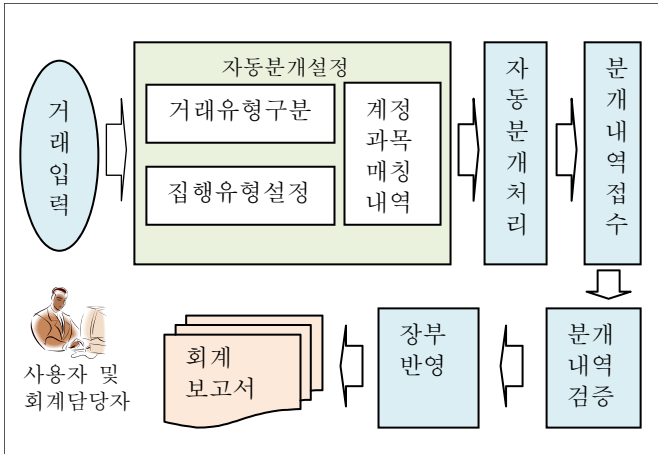 거래입력
자동분개설정
거래유형구분
집행유형설정
계정
과목
매칭
내역
자동분개처리
분개내역접수
분개
내역
검증
장부
반영
회계
보고서
사용자 및
회계담당자